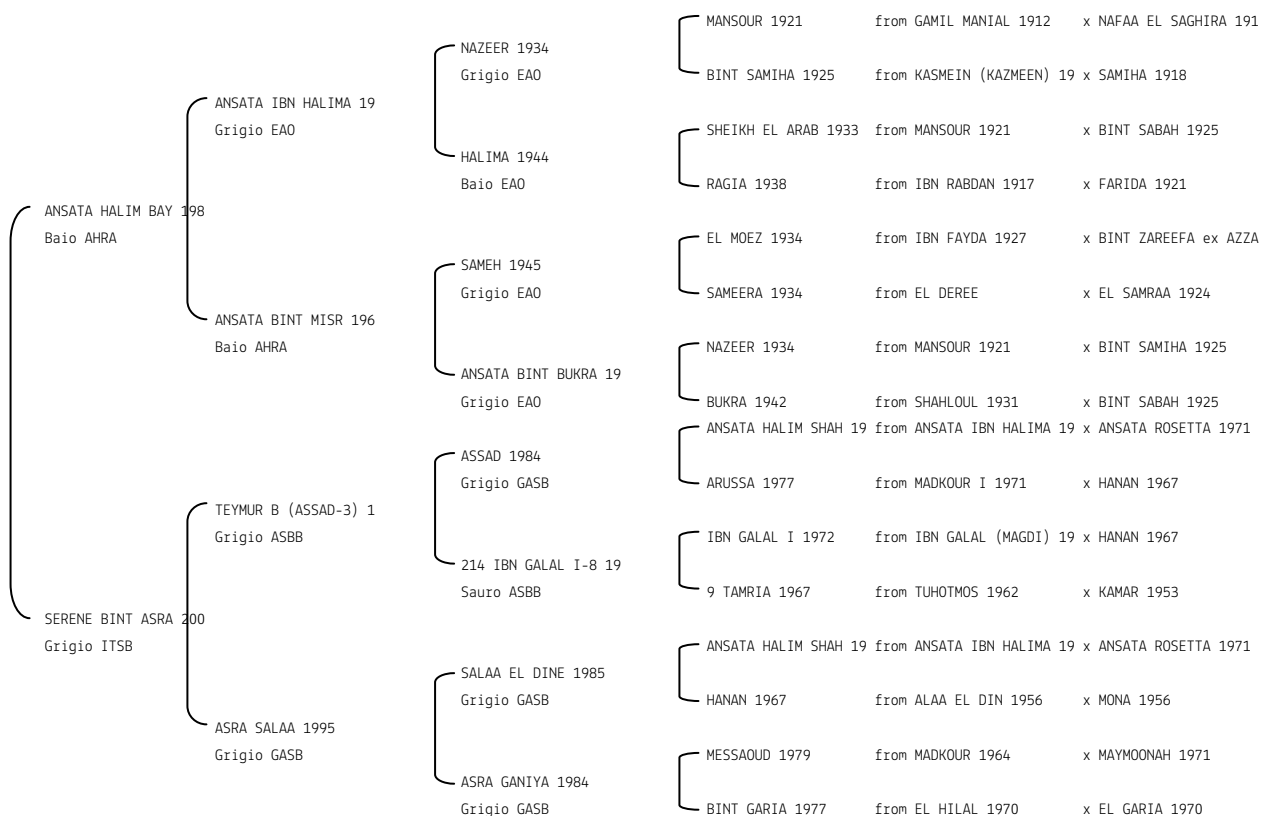 MANSOUR 1921 from GAMIL MANIAL 1912 x NAFAA EL SAGHIRA 191
NAZEER 1934
Grigio EAO BINT SAMIHA 1925 from KASMEIN (KAZMEEN) 19 x SAMIHA 1918
ANSATA IBN HALIMA 19
Grigio EAO SHEIKH EL ARAB 1933 from MANSOUR 1921 x BINT SABAH 1925
HALIMA 1944
Baio EAO RAGIA 1938 from IBN RABDAN 1917 x FARIDA 1921
ANSATA HALIM BAY 198
Baio AHRA EL MOEZ 1934 from IBN FAYDA 1927 x BINT ZAREEFA ex AZZA
SAMEH 1945
Grigio EAO SAMEERA 1934 from EL DEREE x EL SAMRAA 1924
ANSATA BINT MISR 196
Baio AHRA NAZEER 1934 from MANSOUR 1921 x BINT SAMIHA 1925
ANSATA BINT BUKRA 19
Grigio EAO BUKRA 1942 from SHAHLOUL 1931 x BINT SABAH 1925
ANSATA HALIM SHAH 19 from ANSATA IBN HALIMA 19 x ANSATA ROSETTA 1971
ASSAD 1984
Grigio GASB ARUSSA 1977 from MADKOUR I 1971 x HANAN 1967
TEYMUR B (ASSAD-3) 1
Grigio ASBB IBN GALAL I 1972 from IBN GALAL (MAGDI) 19 x HANAN 1967
214 IBN GALAL I-8 19
Sauro ASBB 9 TAMRIA 1967 from TUHOTMOS 1962 x KAMAR 1953
SERENE BINT ASRA 200
Grigio ITSB ANSATA HALIM SHAH 19 from ANSATA IBN HALIMA 19 x ANSATA ROSETTA 1971
SALAA EL DINE 1985
Grigio GASB HANAN 1967 from ALAA EL DIN 1956 x MONA 1956
ASRA SALAA 1995
Grigio GASB MESSAOUD 1979 from MADKOUR 1964 x MAYMOONAH 1971
ASRA GANIYA 1984
Grigio GASB BINT GARIA 1977 from EL HILAL 1970 x EL GARIA 1970